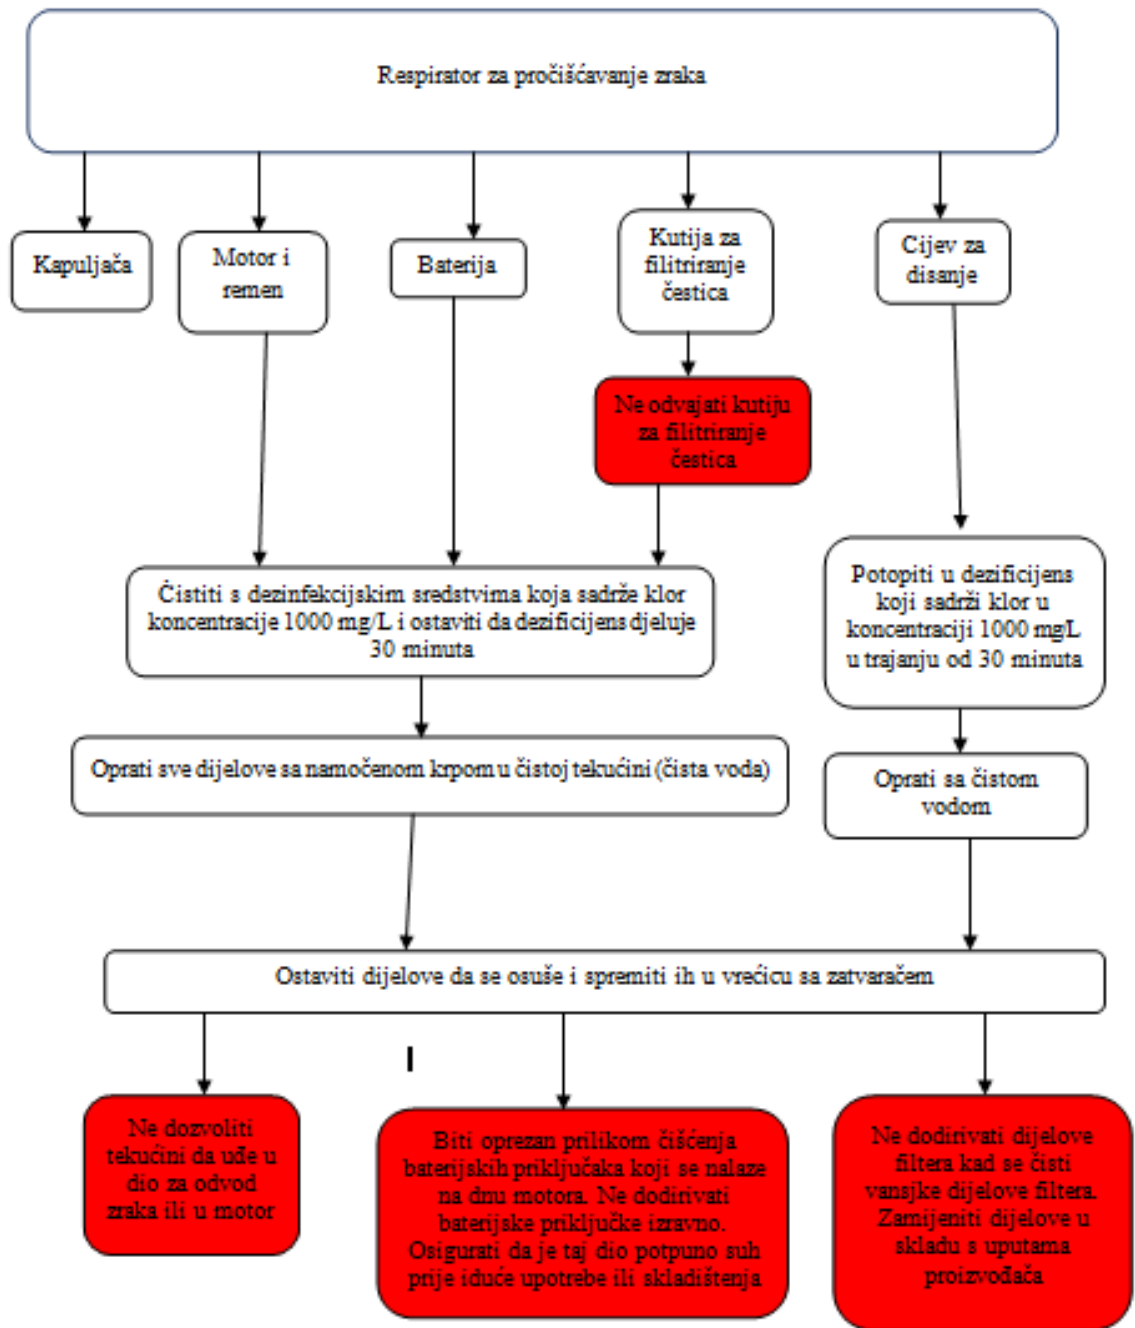 Respirator za pročišćavanje zraka
Kapuljača
Motor i
remen
Baterija
Kutija za
filitriranje
čestica
Cijev za
disanje
Ne odvajati kutiju
za filitriranje
čestica
Čistiti s dezinfekcijskim sredstvima koja sadrže klor
koncentracije 1000 mg/L i ostaviti da dezificijens djeluje
30 minuta
Potopiti u dezificijens
koji sadrži klor u
koncentraciji 1000 mg/L
u trajanju od 30 minuta
Oprati sve dijelove sa namočenom krpom u čistoj tekućini (čista voda)
Oprati sa čistom
vodom
Ostaviti dijelove da se osuše i spremiti ih u vrećicu sa zatvaračem
Ne dozvoliti
tekućini da uđe u
dio za odvod
zraka ili u motor
Biti oprezan prilikom čišćenja
baterijskih priključaka koji se nalaze
na dnu motora. Ne dodirivati
baterijske priključke izravno.
Osigurati da je taj dio potpuno suh
prije iduće upotrebe ili skladištenja
Ne dodirivati dijelove
filtera kad se čisti
vansjke dijelove filtera.
Zamijeniti dijelove u
skladu s uputama
proizvođača